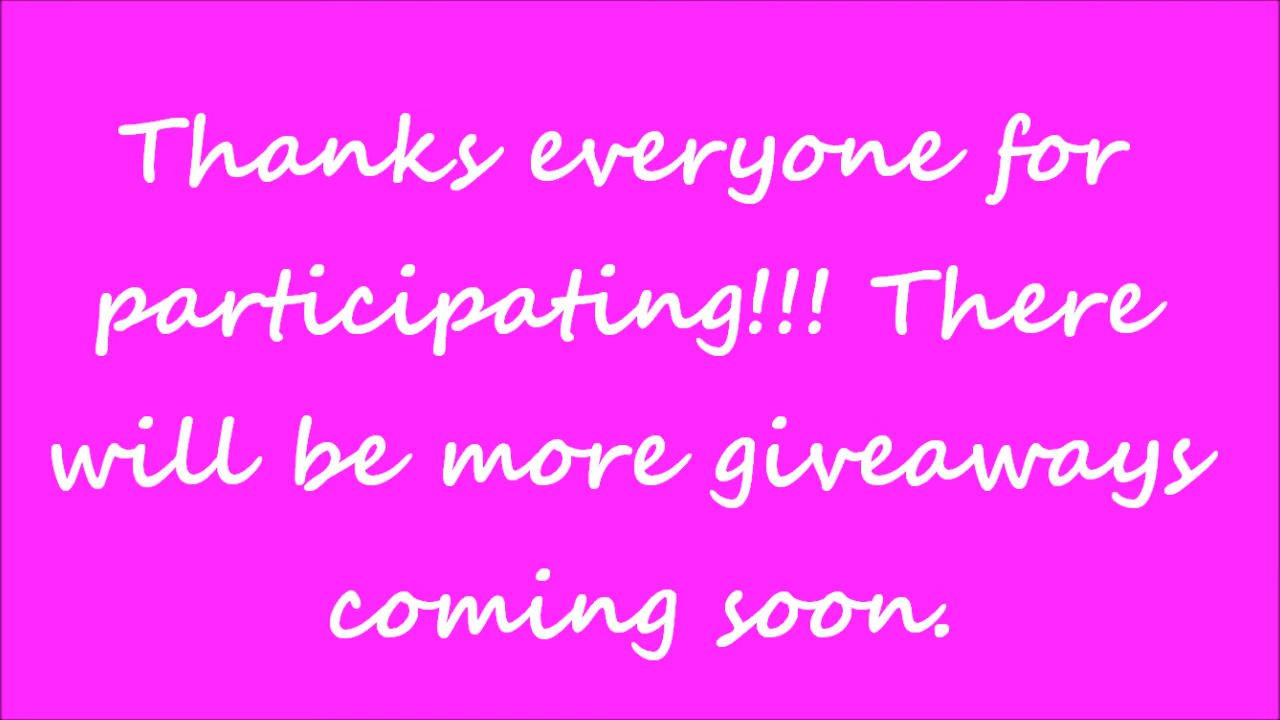 Thanks everyone for
participating!!! There
will be more giveaways
coming soon.